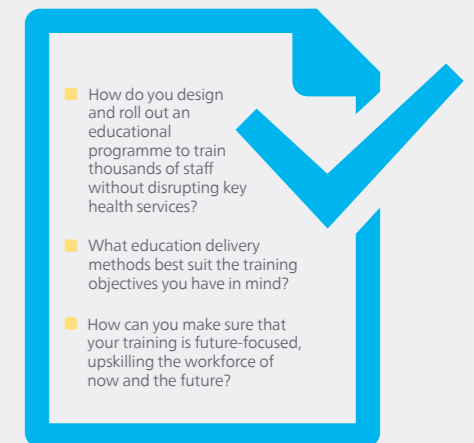 How do you design
and roll out an
educational
programme to train
thousands of staff
without disrupting key
health services?
What education delivery
methods best suit the training
objectives you have in mind?
How can you make sure that
your training is future-focused,
upskilling the workforce of
now and the future?